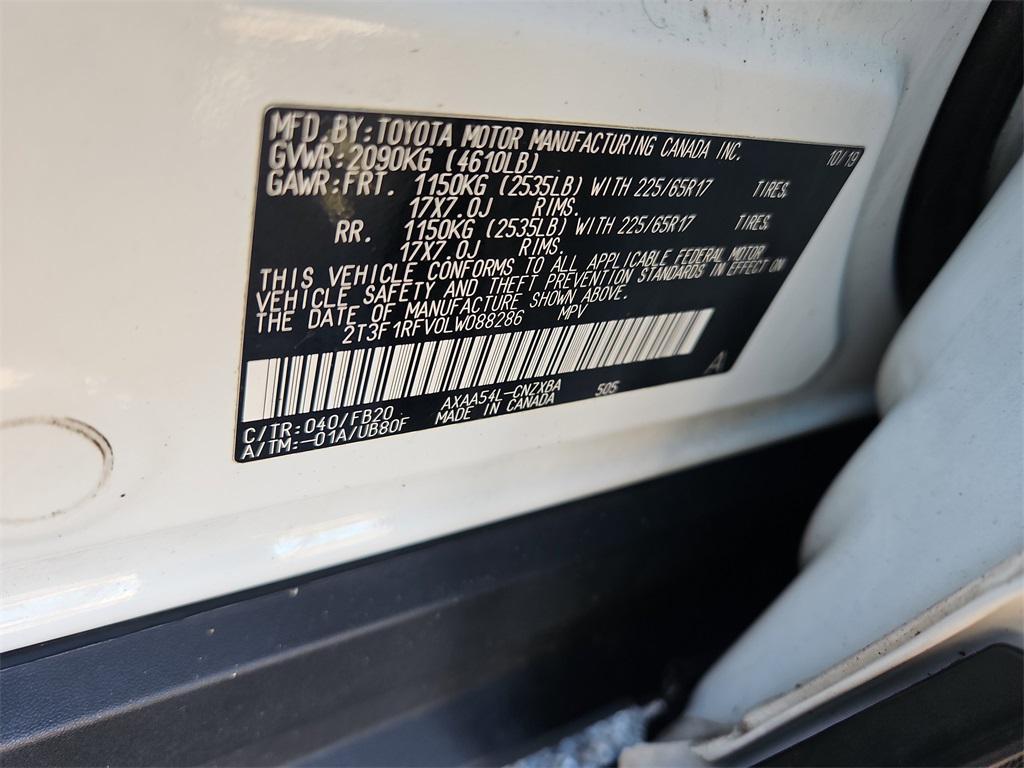 MFD.BY:TOYOTA MOTOR MANUFACTURING CANADA INC. 10/19
GVWR:2090KG (4610LB)
GAWR:FRT. 1150KG (2535LB) WITH 225/65R17 TIRES,
17X7.0J RIMS.
RR. 1150KG (2535LB) WITH 225/65R17 TIRES,
17X7.0J RIMS.
THIS VEHICLE CONFORMS TO ALL APPLICABLE FEDERAL MOTOR
VEHICLE SAFETY AND THEFT PREVENTION STANDARDS IN EFFECT ON
THE DATE OF MANUFACTURE SHOWN ABOVE.
2T3F1RFV0LW088286 MPV
A
C/TR:040/FB20 AXAA54L-CNZXBA 505
A/TM:-01A/UB80F MADE IN CANADA